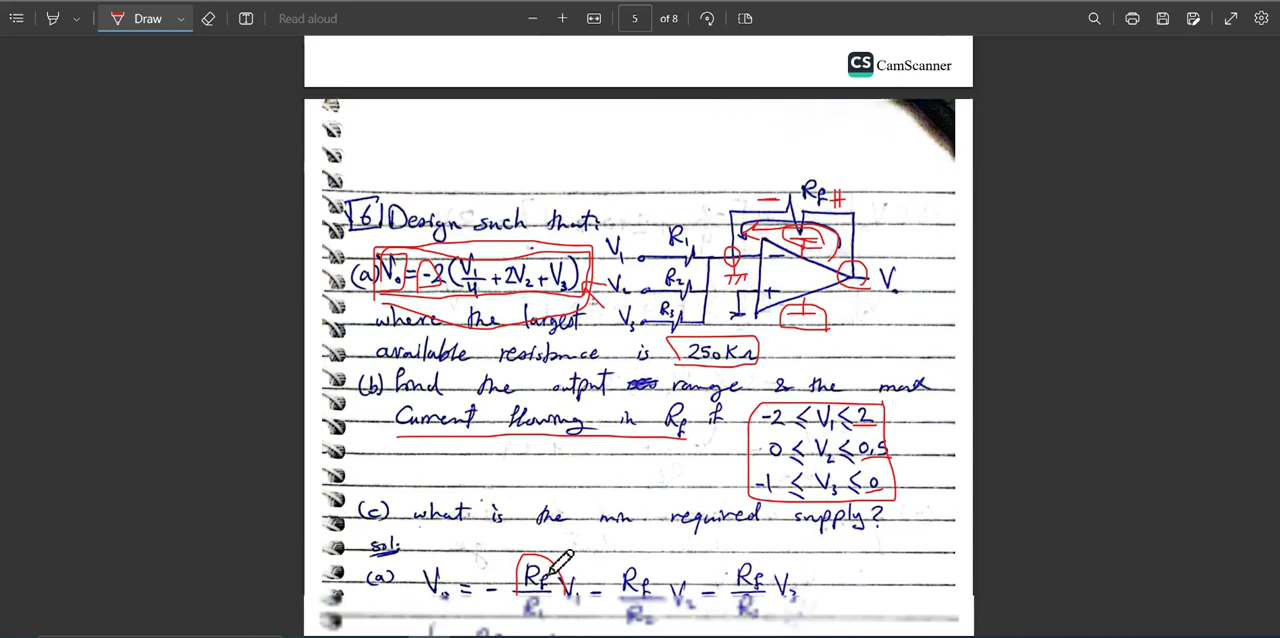 Draw
Read aloud
5 of 8
CS CamScanner
Rf
6 Design such that:
V1 R1
(a) V. = -2 (V1/4 + 2V2 + V3)
V2 R2
V3 R3
- + V.
where the largest
available resistance is 250KΩ
(b) Find the output range & the max
Current flowing in Rf if
-2 ≤ V1 ≤ 2
0 ≤ V2 ≤ 0,5
-1 ≤ V3 ≤ 0
(c) what is the min required supply?
sol:
(a) V. = - Rf/R1 V1 - Rf/R2 V2 - Rf/R3 V3